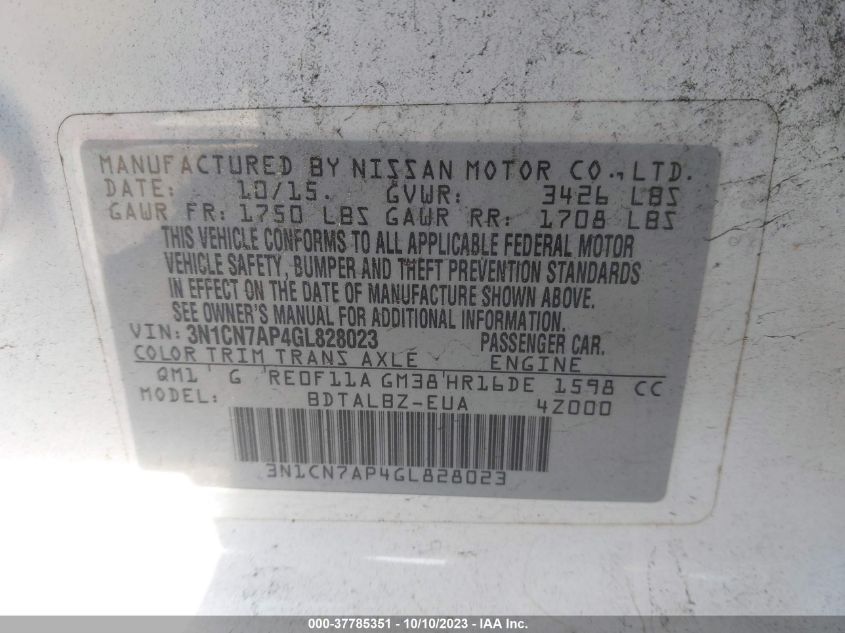 MANUFACTURED BY NISSAN MOTOR CO., LTD.
DATE: 10/15. GVWR: 3426 LBS
GAWR FR: 1750 LBS GAWR RR: 1708 LBS
THIS VEHICLE CONFORMS TO ALL APPLICABLE FEDERAL MOTOR
VEHICLE SAFETY, BUMPER AND THEFT PREVENTION STANDARDS
IN EFFECT ON THE DATE OF MANUFACTURE SHOWN ABOVE.
SEE OWNER'S MANUAL FOR ADDITIONAL INFORMATION.
VIN: 3N1CN7AP4GL828023 PASSENGER CAR.
COLOR TRIM TRANS AXLE ENGINE
QM1 G RE0F11A GM38 HR16DE 1598 CC
MODEL: BDTALBZ-EUA 4Z000
3N1CN7AP4GL828023
000-37785351 - 10/10/2023 - IAA Inc.